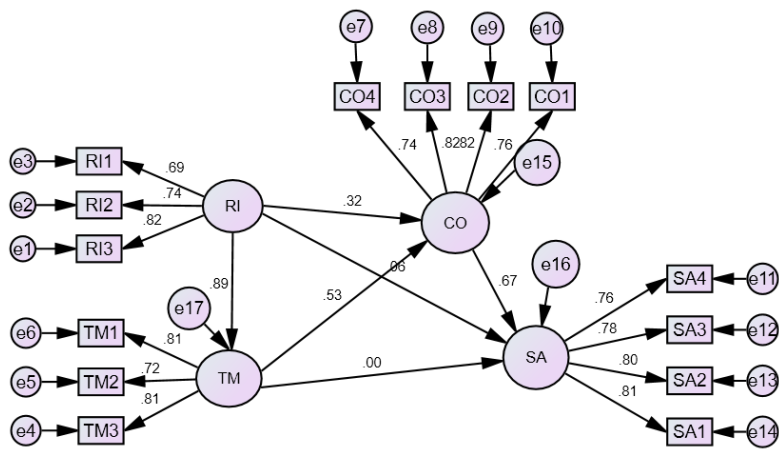 e7
e8
e9
e10
CO4
CO3
CO2
CO1
.74
.82
.82
.76
e15
e3
RI1
.69
e2
RI2
.74
e1
RI3
.82
RI
.32
CO
.06
.89
.53
.67
e16
e17
e6
TM1
.81
e5
TM2
.72
e4
TM3
.81
TM
.00
SA
.76
SA4
e11
.78
SA3
e12
.80
SA2
e13
.81
SA1
e14